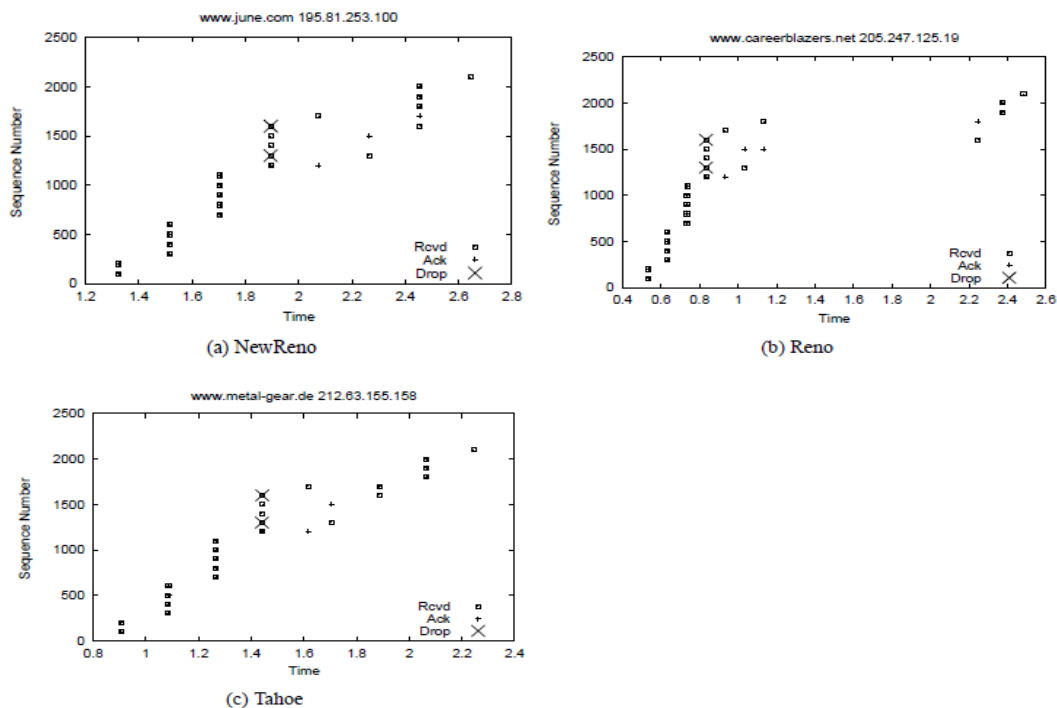 www.june.com 195.81.253.100
2500
2000
1500
1000
500
0
Sequence Number
Rcvd
Ack
Drop
1.2 1.4 1.6 1.8 2 2.2 2.4 2.6 2.8
Time
(a) NewReno
www.careerblazers.net 205.247.125.19
2500
2000
1500
1000
500
0
Sequence Number
Rcvd
Ack
Drop
0.4 0.6 0.8 1 1.2 1.4 1.6 1.8 2 2.2 2.4 2.6
Time
(b) Reno
www.metal-gear.de 212.63.155.158
2500
2000
1500
1000
500
0
Sequence Number
Rcvd
Ack
Drop
0.8 1 1.2 1.4 1.6 1.8 2 2.2 2.4
Time
(c) Tahoe